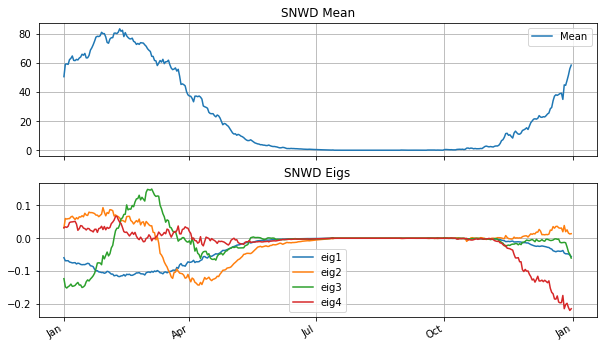 SNWD Mean
80
60
40
20
0
Mean
SNWD Eigs
0.1
0.0
−0.1
−0.2
eig1
eig2
eig3
eig4
Jan
Apr
Jul
Oct
Jan